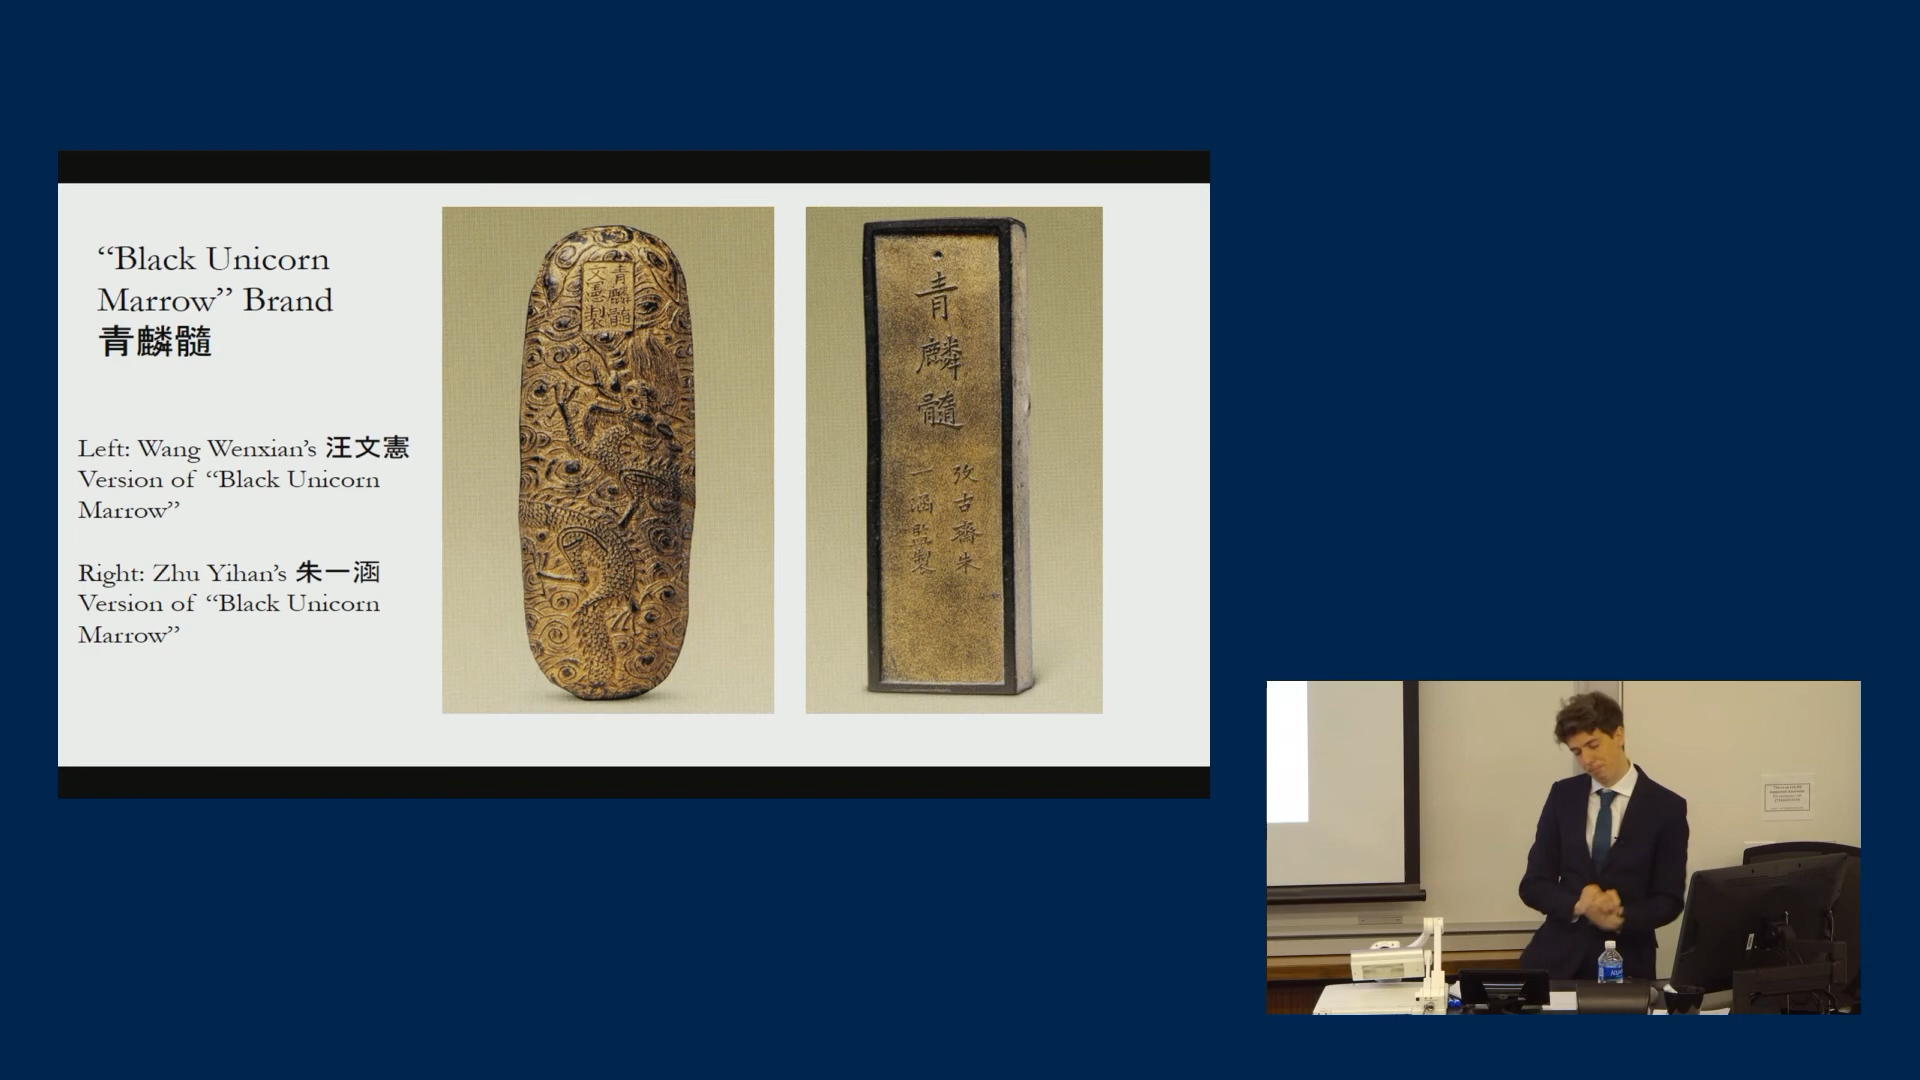 “Black Unicorn
Marrow” Brand
青麟髓
Left: Wang Wenxian’s 汪文憲
Version of “Black Unicorn
Marrow”
Right: Zhu Yihan’s 朱一涵
Version of “Black Unicorn
Marrow”
青麟髓
文憲製
青麟髓
攷古齋朱
一涵監製